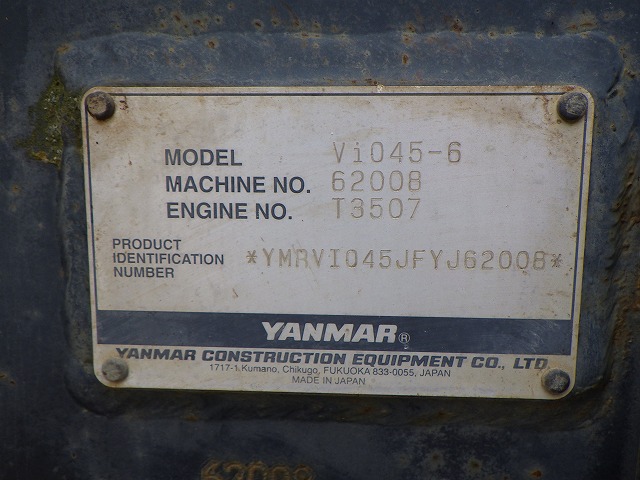 MODEL Vi045-6
MACHINE NO. 62008
ENGINE NO. T3507
PRODUCT
IDENTIFICATION
NUMBER
*YMRVI045JFYJ62008*
YANMAR®
YANMAR CONSTRUCTION EQUIPMENT CO., LTD
1717-1, Kumano, Chikugo, FUKUOKA 833-0055, JAPAN
MADE IN JAPAN
62008